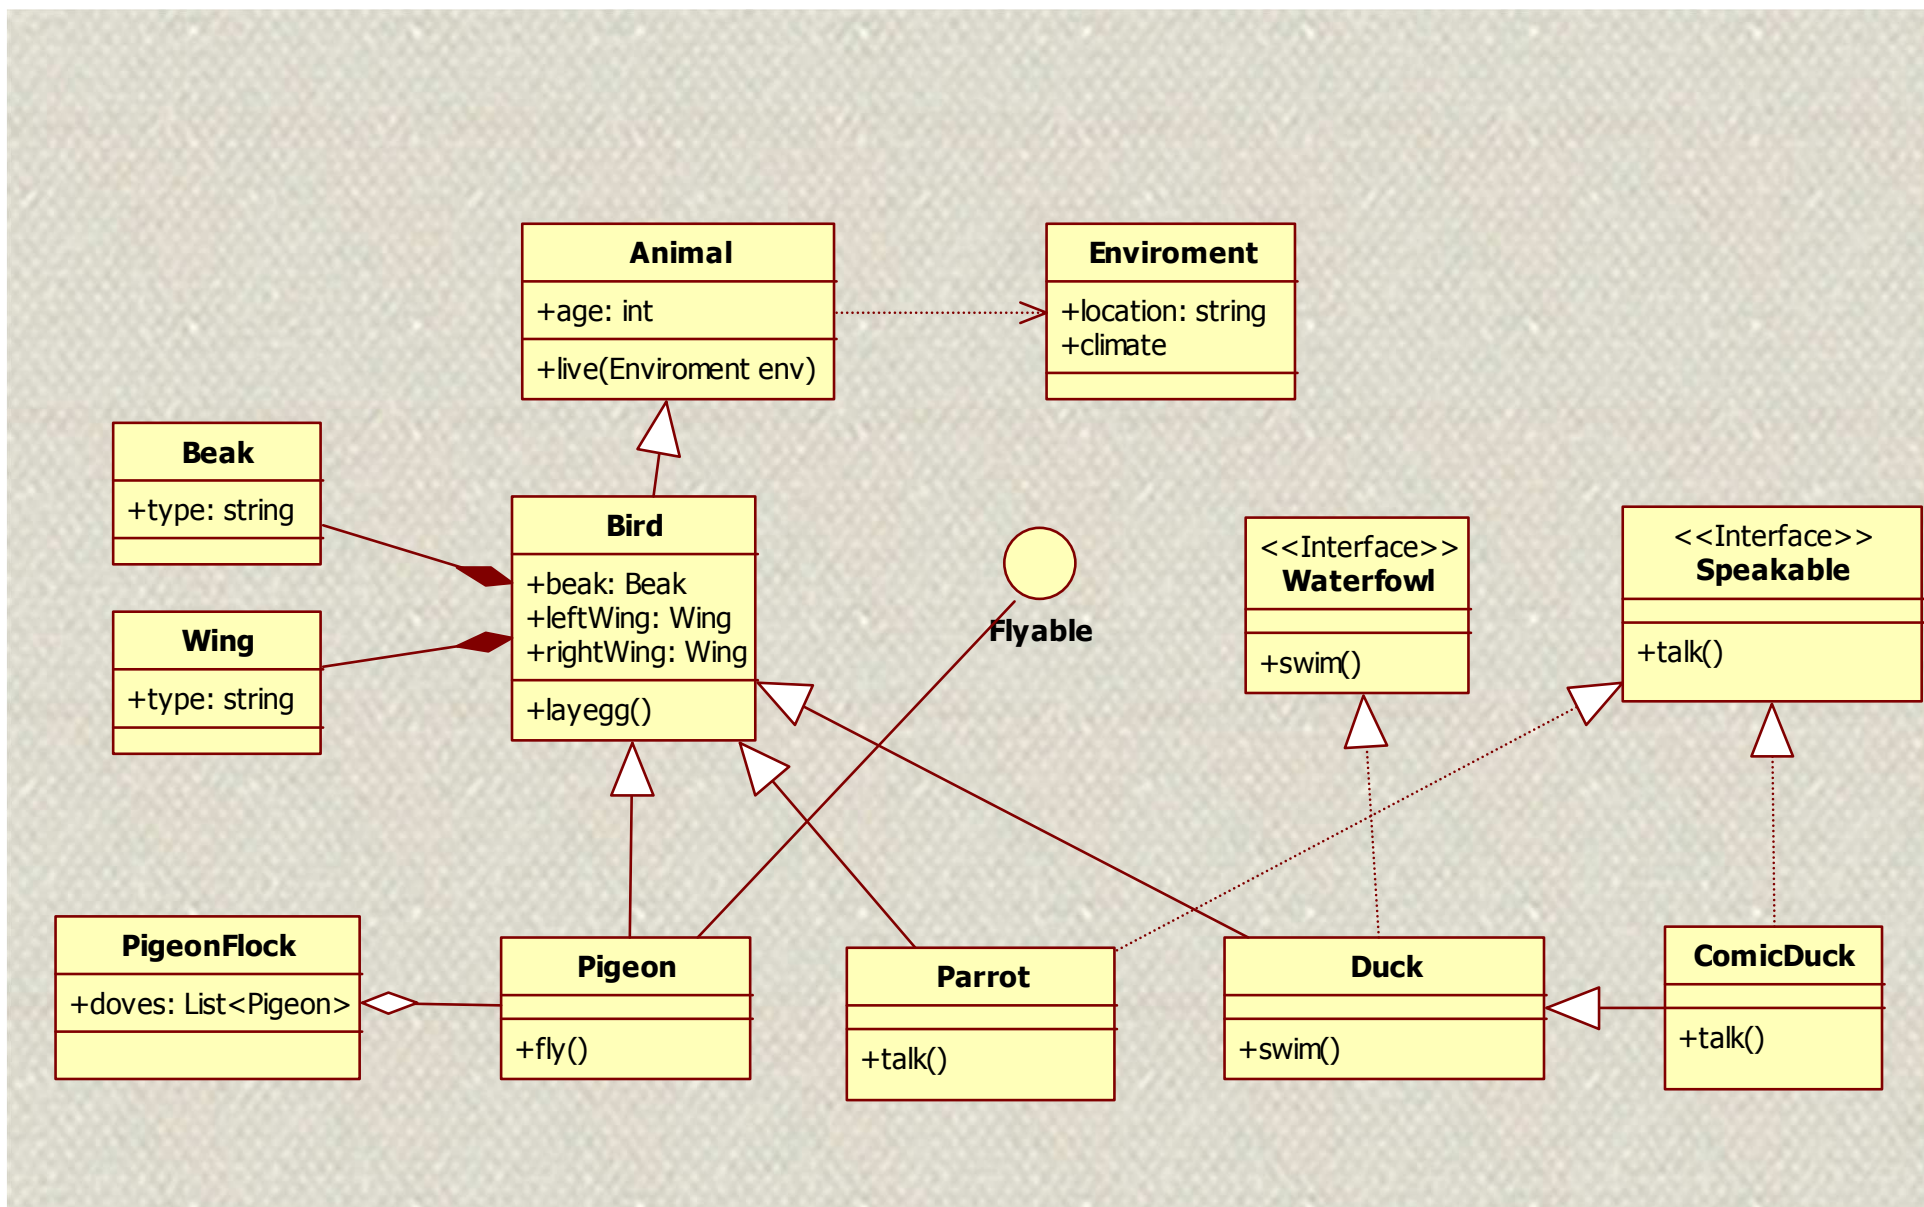 Animal
+age: int
+live(Enviroment env)
Enviroment
+location: string
+climate
Beak
+type: string
Wing
+type: string
Bird
+beak: Beak
+leftWing: Wing
+rightWing: Wing
+layegg()
Flyable
<<Interface>>
Waterfowl
+swim()
<<Interface>>
Speakable
+talk()
PigeonFlock
+doves: List<Pigeon>
Pigeon
+fly()
Parrot
+talk()
Duck
+swim()
ComicDuck
+talk()